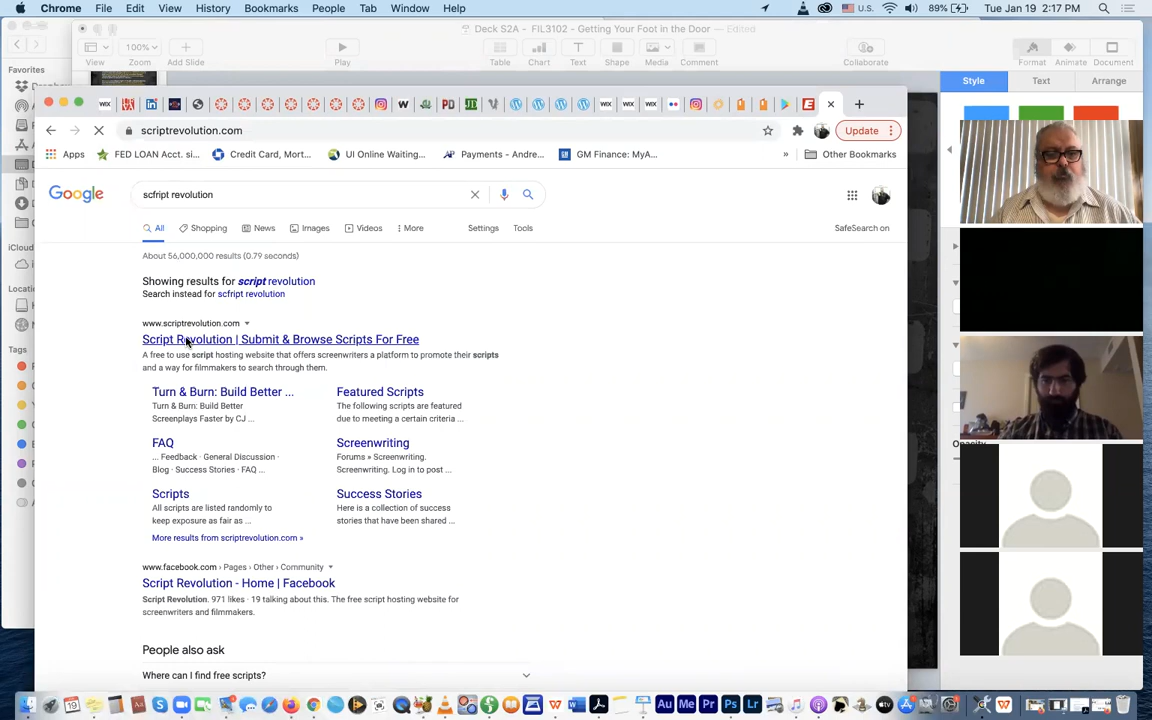 Chrome File Edit View History Bookmarks People Tab Window Help U.S. 89% Tue Jan 19 2:17 PM
Deck S2A - FIL3102 - Getting Your Foot in the Door — Edited
100%
View Zoom Add Slide Play Table Chart Text Shape Media Comment Collaborate Format Animate Document
Favorites
Style Text Arrange
scriptrevolution.com
Update
Apps FED LOAN Acct. si... Credit Card, Mort... UI Online Waiting... Payments - Andre... GM Finance: MyA... » Other Bookmarks
Google
scfript revolution
All Shopping News Images Videos More Settings Tools SafeSearch on
About 56,000,000 results (0.79 seconds)
Showing results for script revolution
Search instead for scfript revolution
www.scriptrevolution.com
Script Revolution | Submit & Browse Scripts For Free
A free to use script hosting website that offers screenwriters a platform to promote their scripts
and a way for filmmakers to search through them.
Turn & Burn: Build Better ...
Turn & Burn: Build Better
Screenplays Faster by CJ ...
Featured Scripts
The following scripts are featured
due to meeting a certain criteria ...
FAQ
... Feedback · General Discussion ·
Blog · Success Stories · FAQ ...
Screenwriting
Forums » Screenwriting.
Screenwriting. Log in to post ...
Scripts
All scripts are listed randomly to
keep exposure as fair as ...
Success Stories
Here is a collection of success
stories that have been shared ...
More results from scriptrevolution.com »
www.facebook.com › Pages › Other › Community
Script Revolution - Home | Facebook
Script Revolution. 971 likes · 19 talking about this. The free script hosting website for
screenwriters and filmmakers.
People also ask
Where can I find free scripts?
iCloud
Tags
Opacity
Au Me Pr Ps Lr